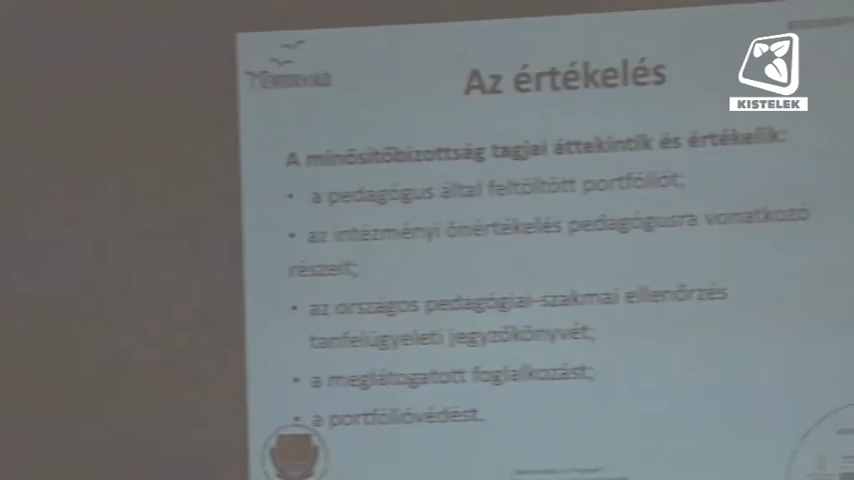 Az értékelés
KISTELEK
A minősítőbizottság tagjai áttekintik és értékelik:
• a pedagógus által feltöltött portfóliót;
• az intézményi önértékelés pedagógusra vonatkozó
részeit;
• az országos pedagógiai-szakmai ellenőrzés
tanfelügyeleti jegyzőkönyvét;
• a meglátogatott foglalkozást;
• a portfólióvédést.